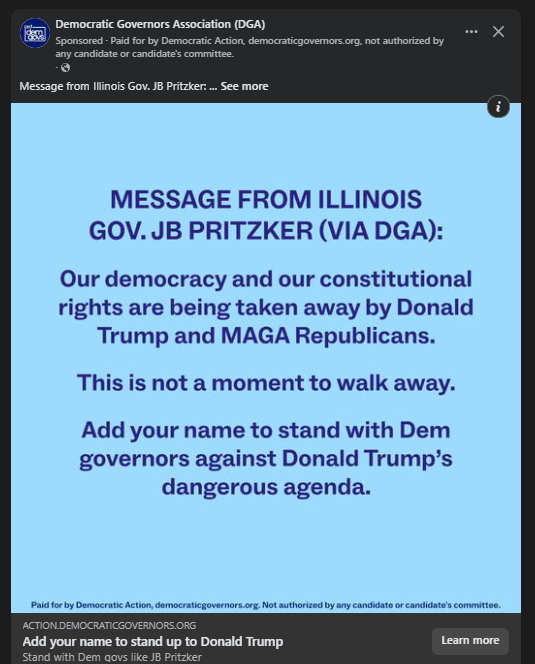 Democratic Governors Association (DGA)
Sponsored · Paid for by Democratic Action, democraticgovernors.org, not authorized by
any candidate or candidate's committee.
·
Message from Illinois Gov. JB Pritzker: ... See more
MESSAGE FROM ILLINOIS
GOV. JB PRITZKER (VIA DGA):
Our democracy and our constitutional
rights are being taken away by Donald
Trump and MAGA Republicans.
This is not a moment to walk away.
Add your name to stand with Dem
governors against Donald Trump's
dangerous agenda.
Paid for by Democratic Action, democraticgovernors.org. Not authorized by any candidate or candidate's committee.
ACTION.DEMOCRATICGOVERNORS.ORG
Add your name to stand up to Donald Trump
Learn more
Stand with Dem govs like JB Pritzker